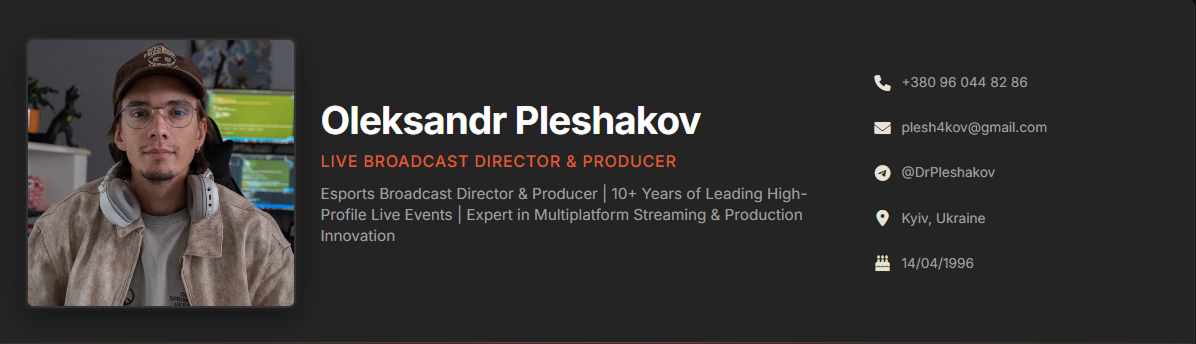 Oleksandr Pleshakov
LIVE BROADCAST DIRECTOR & PRODUCER
Esports Broadcast Director & Producer | 10+ Years of Leading High-
Profile Live Events | Expert in Multiplatform Streaming & Production
Innovation
+380 96 044 82 86
plesh4kov@gmail.com
@DrPleshakov
Kyiv, Ukraine
14/04/1996